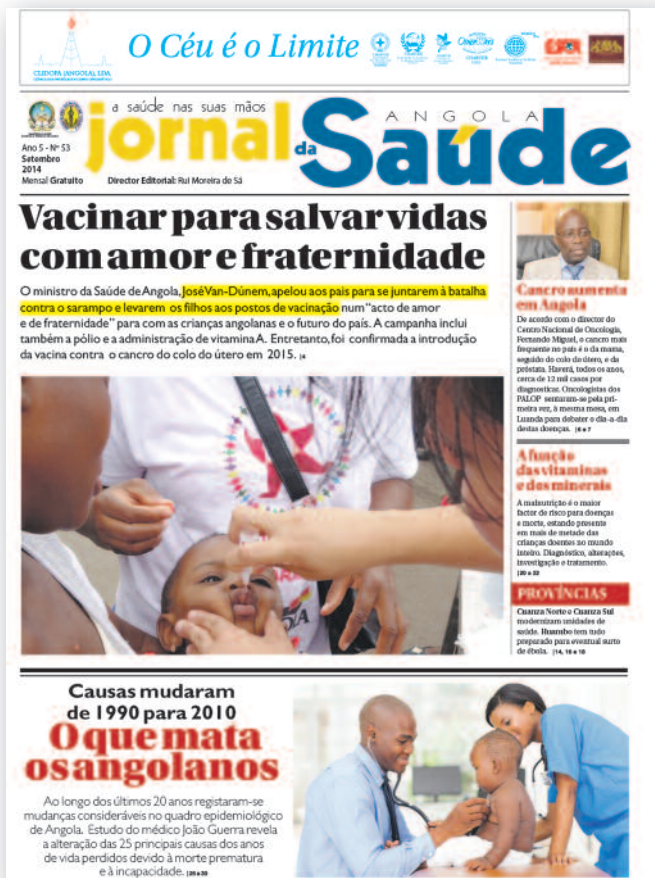 CLIDOPA (ANGOLA), LDA.
O Céu é o Limite
a saúde nas suas mãos
ANGOLA
jornal da Saúde
Ano 5 - Nº 53
Setembro
2014
Mensal Gratuito
Director Editorial: Rui Moreira de Sá
Vacinar para salvar vidas
com amor e fraternidade
O ministro da Saúde de Angola, José Van-Dúnem, apelou aos pais para se juntarem à batalha
contra o sarampo e levarem os filhos aos postos de vacinação num "acto de amor
e de fraternidade" para com as crianças angolanas e o futuro do país. A campanha inclui
também a pólio e a administração de vitamina A. Entretanto, foi confirmada a introdução
da vacina contra o cancro do colo do útero em 2015. |4
Cancro aumenta
em Angola
De acordo com o director do
Centro Nacional de Oncologia,
Fernando Miguel, o cancro mais
frequente no país é o da mama,
seguido do colo do útero, e da
próstata. Haverá, todos os anos,
cerca de 12 mil casos por
diagnosticar. Oncologistas dos
PALOP sentaram-se pela pri-
meira vez, à mesma mesa, em
Luanda para debater o dia-a-dia
destas doenças. |6 e 7
A função
das vitaminas
e dos minerais
A malnutrição é o maior
factor de risco para doenças
e morte, estando presente
em mais de metade das
crianças doentes no mundo
inteiro. Diagnóstico, alterações,
investigação e tratamento.
PROVÍNCIAS
Cuanza Norte e Cuanza Sul
modernizam unidades de
saúde. Huambo tem tudo
preparado para eventual surto
de ébola.
Causas mudaram
de 1990 para 2010
O que mata
os angolanos
Ao longo dos últimos 20 anos registaram-se
mudanças consideráveis no quadro epidemiológico
de Angola. Estudo do médico João Guerra revela
a alteração das 25 principais causas dos anos
de vida perdidos devido à morte prematura
e à incapacidade.